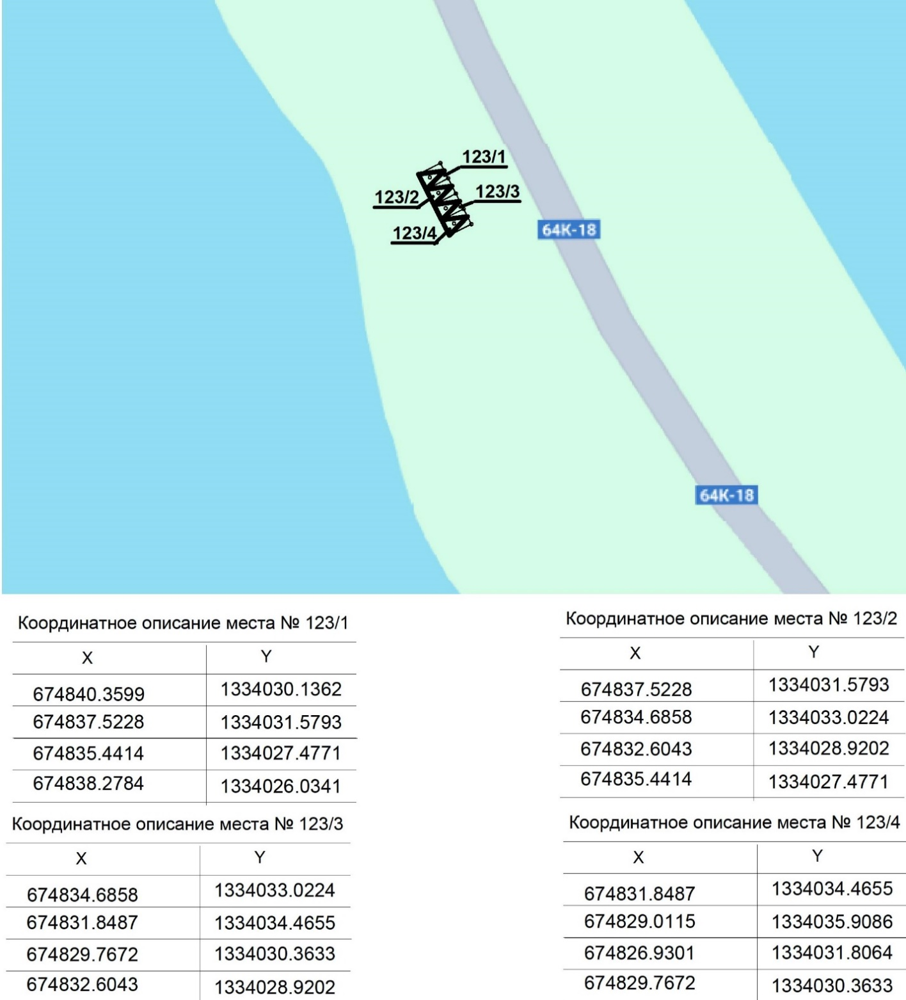 123/1
123/2
123/3
123/4
64К-18
64К-18
Координатное описание места № 123/1
X Y
674840.3599 1334030.1362
674837.5228 1334031.5793
674835.4414 1334027.4771
674838.2784 1334026.0341
Координатное описание места № 123/2
X Y
674837.5228 1334031.5793
674834.6858 1334033.0224
674832.6043 1334028.9202
674835.4414 1334027.4771
Координатное описание места № 123/3
X Y
674834.6858 1334033.0224
674831.8487 1334034.4655
674829.7672 1334030.3633
674832.6043 1334028.9202
Координатное описание места № 123/4
X Y
674831.8487 1334034.4655
674829.0115 1334035.9086
674826.9301 1334031.8064
674829.7672 1334030.3633